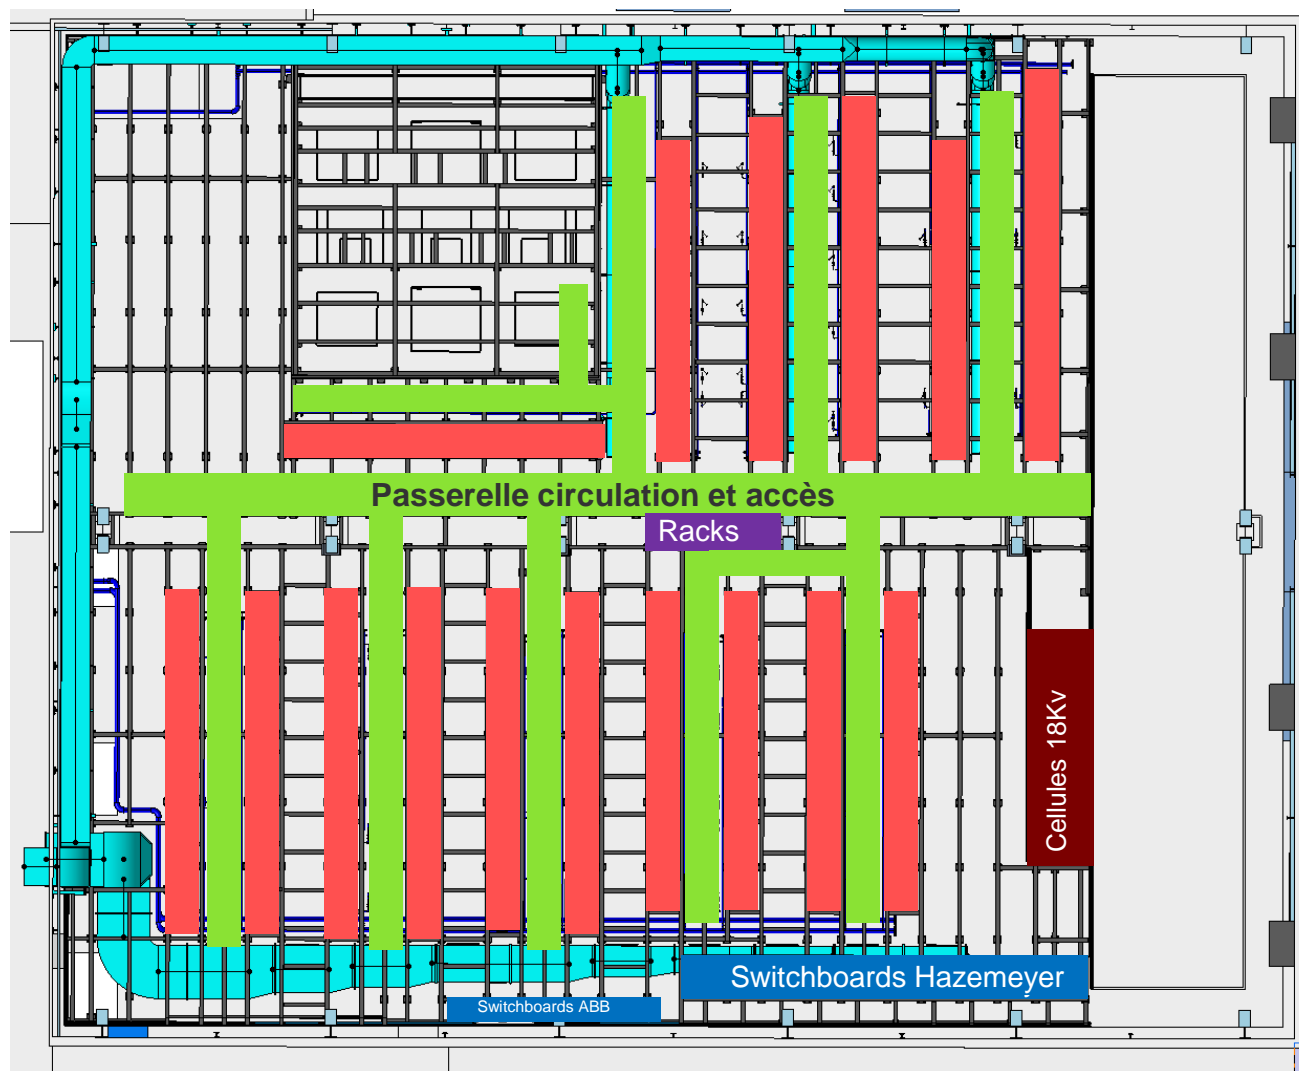 Passerelle circulation et accès
Racks
Cellules 18Kv
Switchboards Hazemeyer
Switchboards ABB